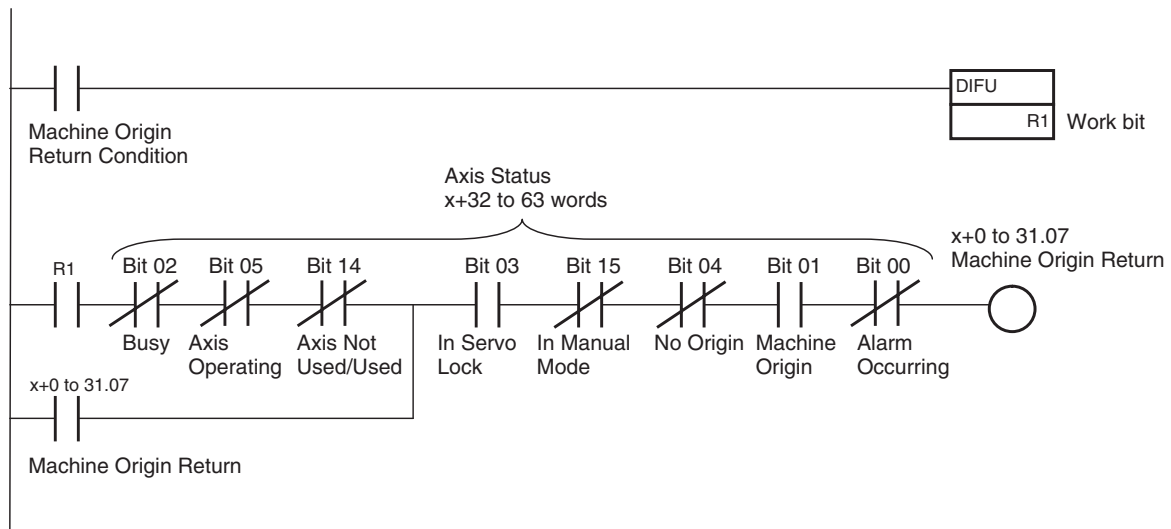 DIFU
R1 Work bit
Machine Origin
Return Condition
Axis Status
x+32 to 63 words
x+0 to 31.07
Machine Origin Return
R1 Bit 02 Bit 05 Bit 14 Bit 03 Bit 15 Bit 04 Bit 01 Bit 00
Busy
Axis
Operating
Axis Not
Used/Used
In Servo
Lock
In Manual
Mode
No Origin
Machine
Origin
Alarm
Occurring
x+0 to 31.07
Machine Origin Return